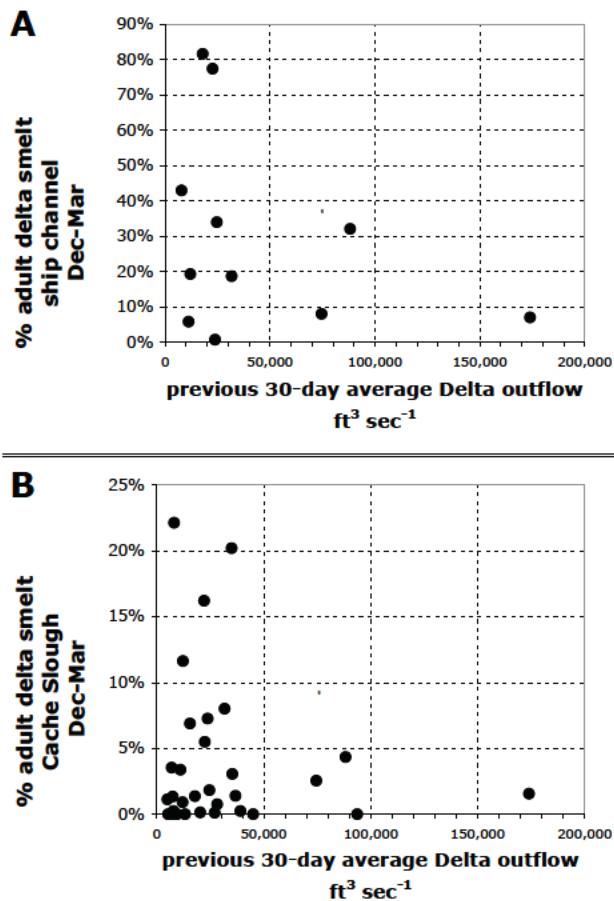 A
90%
80%
70%
60%
50%
40%
30%
20%
10%
0%
% adult delta smelt
ship channel
Dec-Mar
0 50,000 100,000 150,000 200,000
previous 30-day average Delta outflow
ft³ sec⁻¹
B
25%
20%
15%
10%
5%
0%
% adult delta smelt
Cache Slough
Dec-Mar
0 50,000 100,000 150,000 200,000
previous 30-day average Delta outflow
ft³ sec⁻¹